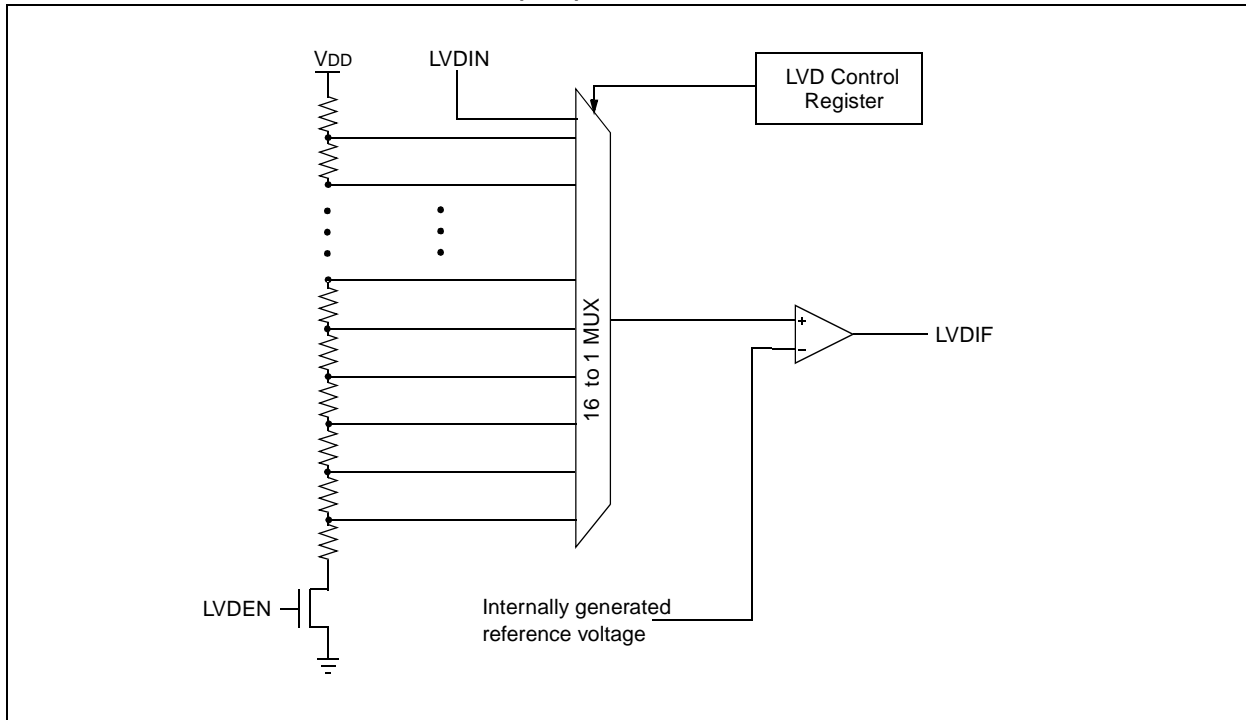 VDD
LVDIN
LVD Control
Register
16 to 1 MUX
+
−
LVDIF
LVDEN
Internally generated
reference voltage